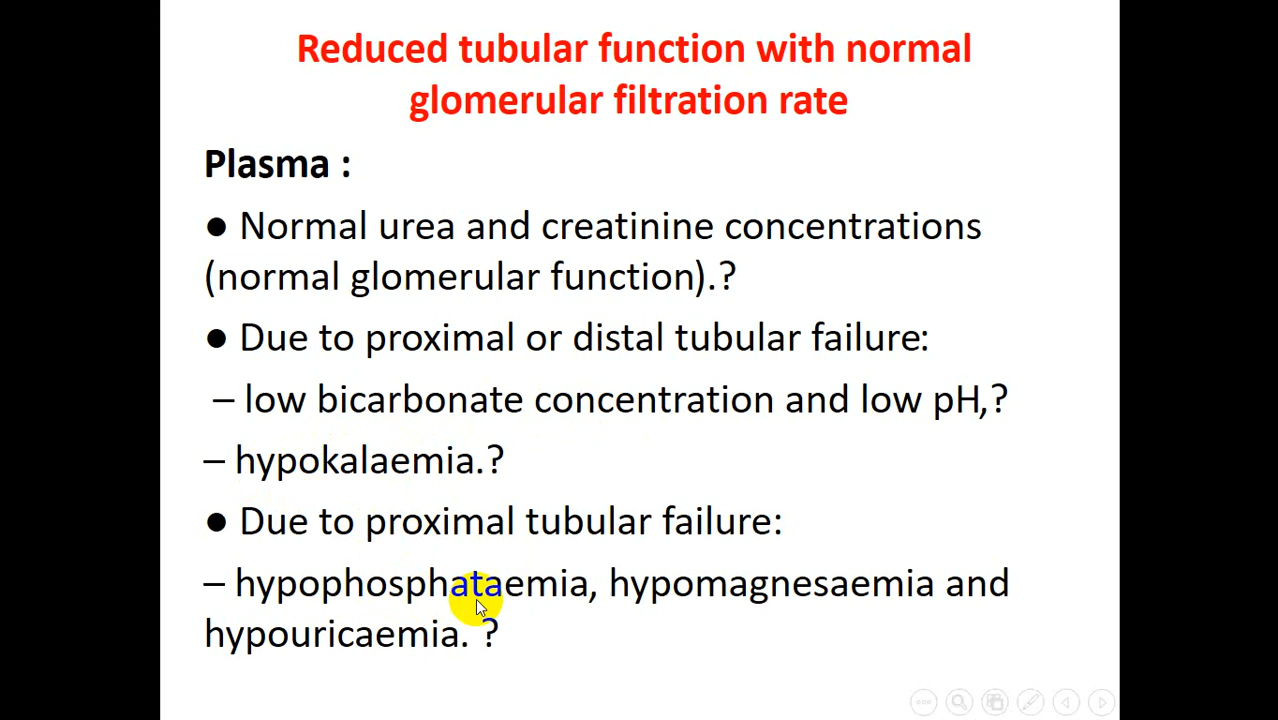 Reduced tubular function with normal
glomerular filtration rate
Plasma :
● Normal urea and creatinine concentrations
(normal glomerular function).?
● Due to proximal or distal tubular failure:
– low bicarbonate concentration and low pH,?
– hypokalaemia.?
● Due to proximal tubular failure:
– hypophosphataemia, hypomagnesaemia and
hypouricaemia. ?